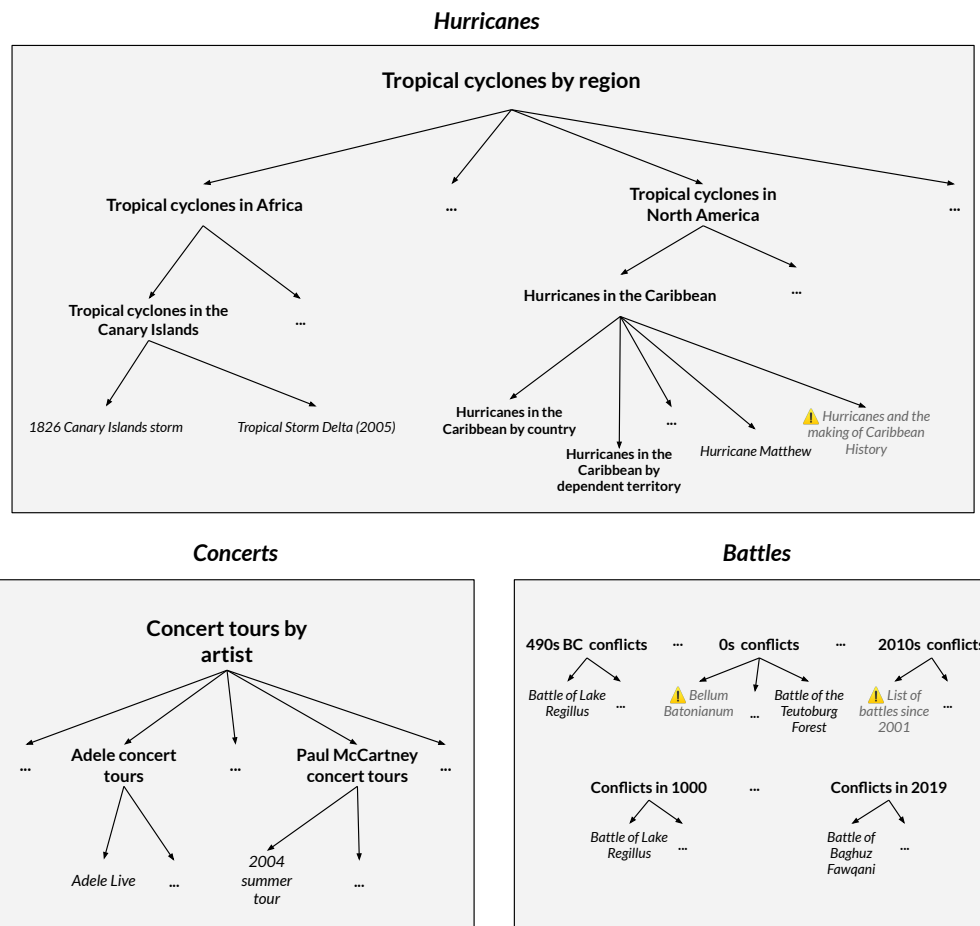 Hurricanes
Tropical cyclones by region
Tropical cyclones in Africa
...
Tropical cyclones in
North America
...
Tropical cyclones in the
Canary Islands
...
Hurricanes in the Caribbean
...
1826 Canary Islands storm
Tropical Storm Delta (2005)
Hurricanes in the
Caribbean by country
Hurricanes in the
Caribbean by
dependent territory
...
Hurricane Matthew
Hurricanes and the
making of Caribbean
History
Concerts
Concert tours by
artist
...
Adele concert
tours
...
Paul McCartney
concert tours
...
Adele Live
...
2004
summer
tour
...
Battles
490s BC conflicts
...
0s conflicts
...
2010s conflicts
Battle of Lake
Regillus
...
Bellum
Batonianum
...
Battle of the
Teutoburg
Forest
List of
battles since
2001
...
Conflicts in 1000
...
Conflicts in 2019
Battle of Lake
Regillus
...
Battle of
Baghuz
Fawqani
...